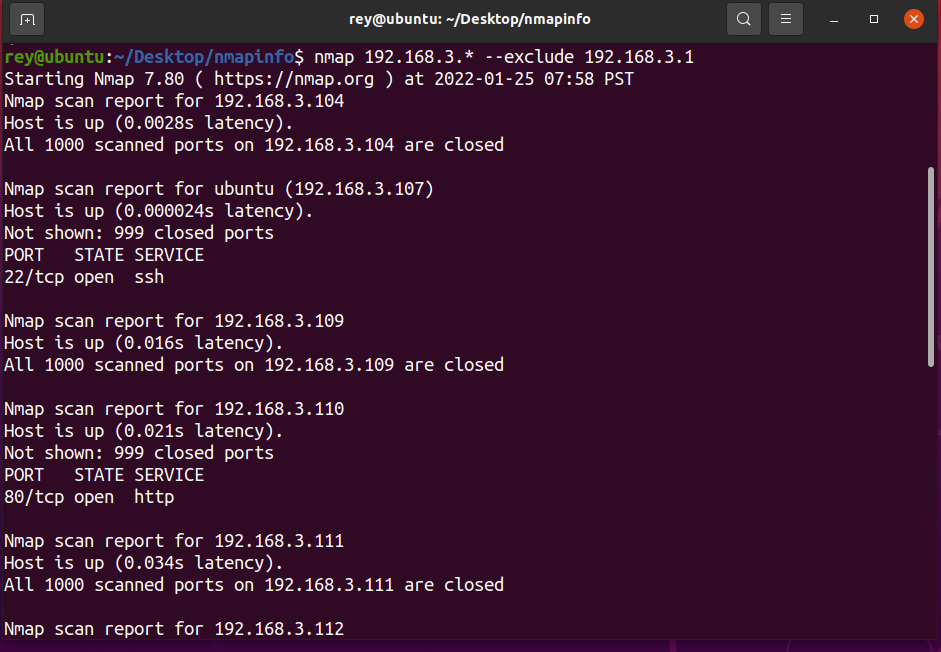 rey@ubuntu: ~/Desktop/nmapinfo
rey@ubuntu:~/Desktop/nmapinfo$ nmap 192.168.3.* --exclude 192.168.3.1
Starting Nmap 7.80 ( https://nmap.org ) at 2022-01-25 07:58 PST
Nmap scan report for 192.168.3.104
Host is up (0.0028s latency).
All 1000 scanned ports on 192.168.3.104 are closed

Nmap scan report for ubuntu (192.168.3.107)
Host is up (0.000024s latency).
Not shown: 999 closed ports
PORT   STATE SERVICE
22/tcp open  ssh

Nmap scan report for 192.168.3.109
Host is up (0.016s latency).
All 1000 scanned ports on 192.168.3.109 are closed

Nmap scan report for 192.168.3.110
Host is up (0.021s latency).
Not shown: 999 closed ports
PORT   STATE SERVICE
80/tcp open  http

Nmap scan report for 192.168.3.111
Host is up (0.034s latency).
All 1000 scanned ports on 192.168.3.111 are closed

Nmap scan report for 192.168.3.112